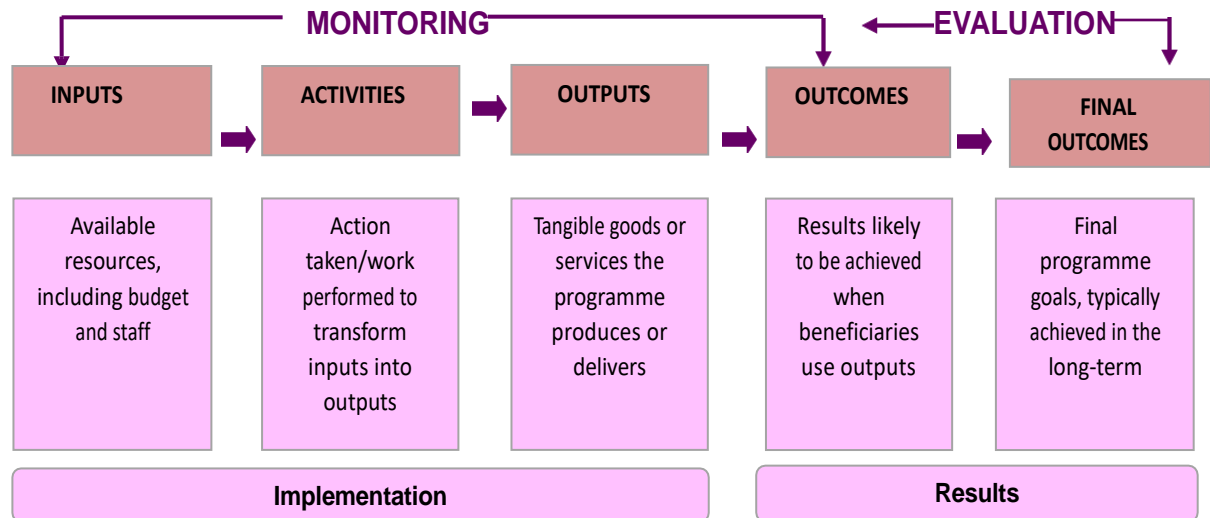 MONITORING
EVALUATION
INPUTS
ACTIVITIES
OUTPUTS
OUTCOMES
FINAL
OUTCOMES
Available
resources,
including budget
and staff
Action
taken/work
performed to
transform
inputs into
outputs
Tangible goods or
services the
programme
produces or
delivers
Results likely
to be achieved
when
beneficiaries
use outputs
Final
programme
goals, typically
achieved in the
long-term
Implementation
Results